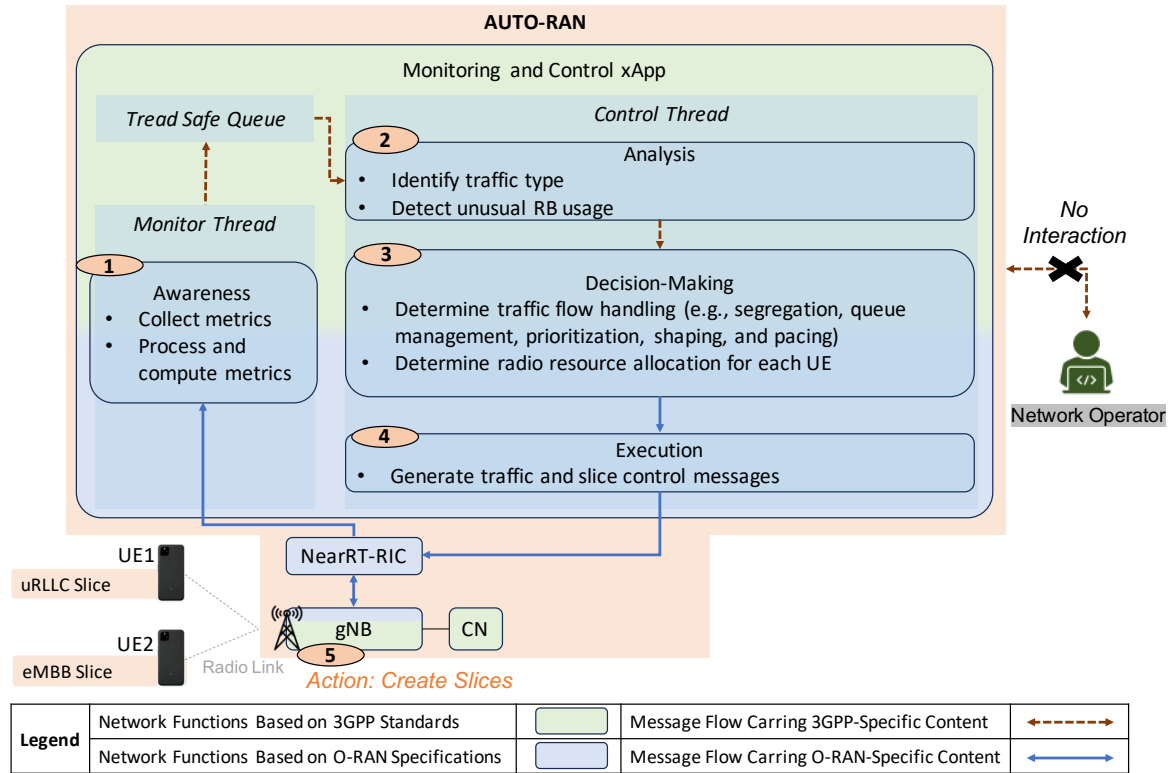 AUTO-RAN
Monitoring and Control xApp
Tread Safe Queue
Control Thread
2
Analysis
• Identify traffic type
• Detect unusual RB usage
Monitor Thread
No
Interaction
1
Awareness
• Collect metrics
• Process and
compute metrics
3
Decision-Making
• Determine traffic flow handling (e.g., segregation, queue
management, prioritization, shaping, and pacing)
• Determine radio resource allocation for each UE
</>
Network Operator
4
Execution
• Generate traffic and slice control messages
NearRT-RIC
UE1
uRLLC Slice
UE2
eMBB Slice
Radio Link
gNB
CN
5
Action: Create Slices
Legend
Network Functions Based on 3GPP Standards
Message Flow Carring 3GPP-Specific Content
Network Functions Based on O-RAN Specifications
Message Flow Carring O-RAN-Specific Content